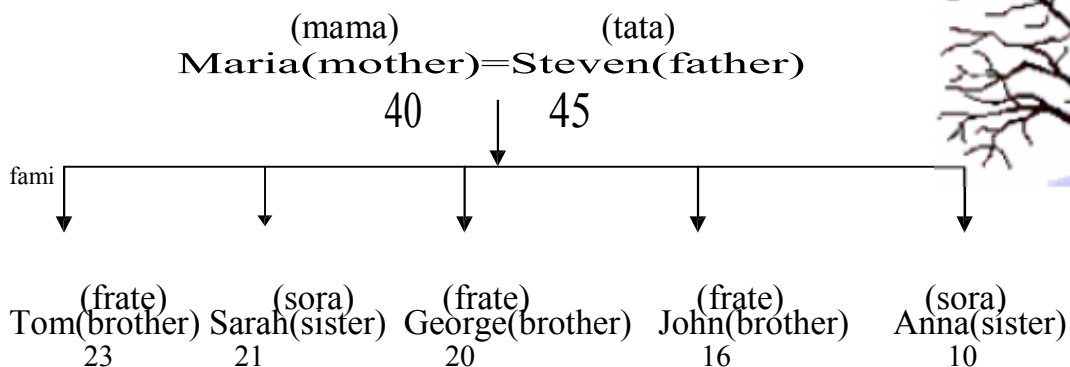 (mama) (tata)
Maria(mother)=Steven(father)
40 45
fami
(frate) (sora) (frate) (frate) (sora)
Tom(brother) Sarah(sister) George(brother) John(brother) Anna(sister)
23 21 20 16 10